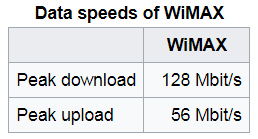 Data speeds of WiMAX
WiMAX
Peak download 128 Mbit/s
Peak upload 56 Mbit/s